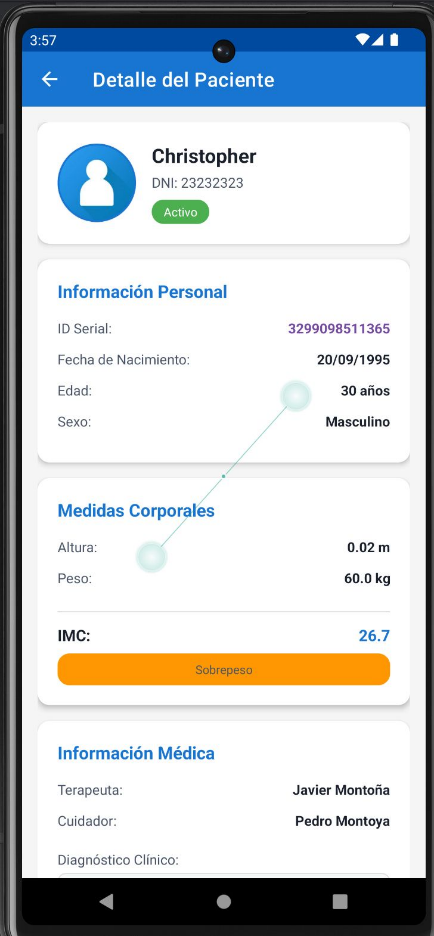 3:57
Detalle del Paciente
Christopher
DNI: 23232323
Activo
Información Personal
ID Serial: 3299098511365
Fecha de Nacimiento: 20/09/1995
Edad: 30 años
Sexo: Masculino
Medidas Corporales
Altura: 0.02 m
Peso: 60.0 kg
IMC: 26.7
Sobrepeso
Información Médica
Terapeuta: Javier Montoña
Cuidador: Pedro Montoya
Diagnóstico Clínico: